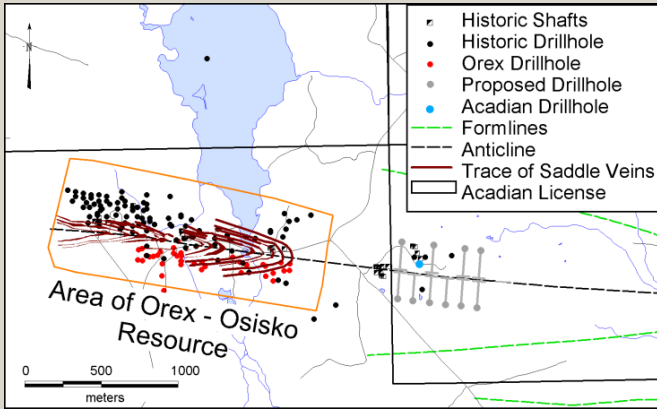 N
Historic Shafts
Historic Drillhole
Orex Drillhole
Proposed Drillhole
Acadian Drillhole
Formlines
Anticline
Trace of Saddle Veins
Acadian License
Area of Orex - Osisko
Resource
0 500 1000
meters